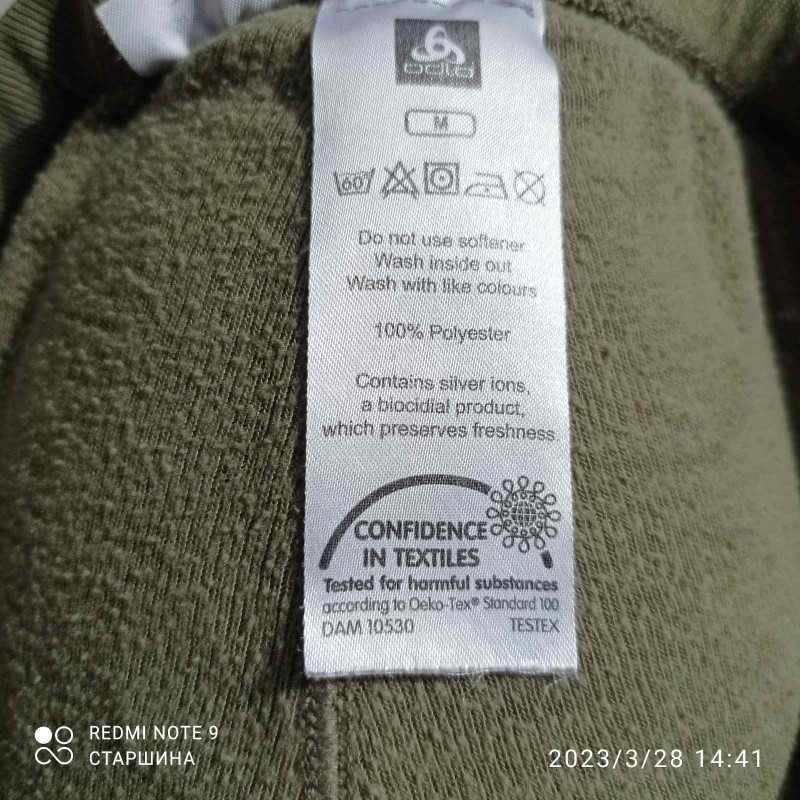 odlo
M
60°
Do not use softener
Wash inside out
Wash with like colours
100% Polyester
Contains silver ions,
a biocidial product,
which preserves freshness
CONFIDENCE
IN TEXTILES
Tested for harmful substances
according to Oeko-Tex® Standard 100
DAM 10530 TESTEX
REDMI NOTE 9
СТАРШИНА
2023/3/28 14:41